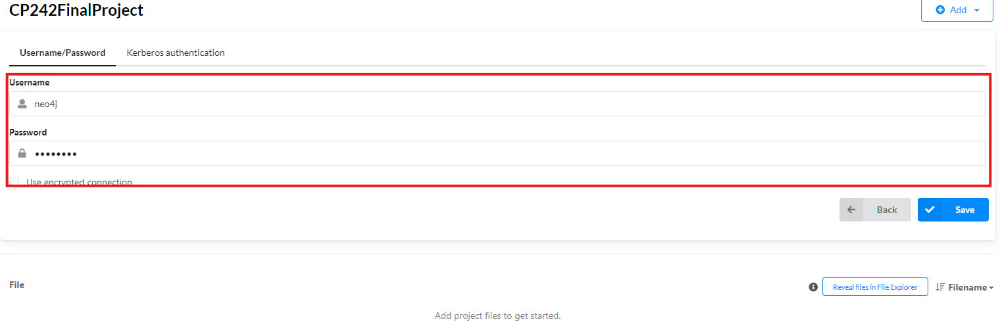 CP242FinalProject
Add
Username/Password Kerberos authentication
Username
neo4j
Password
••••••••
Use encrypted connection
Back Save
File Reveal files in File Explorer Filename
Add project files to get started.